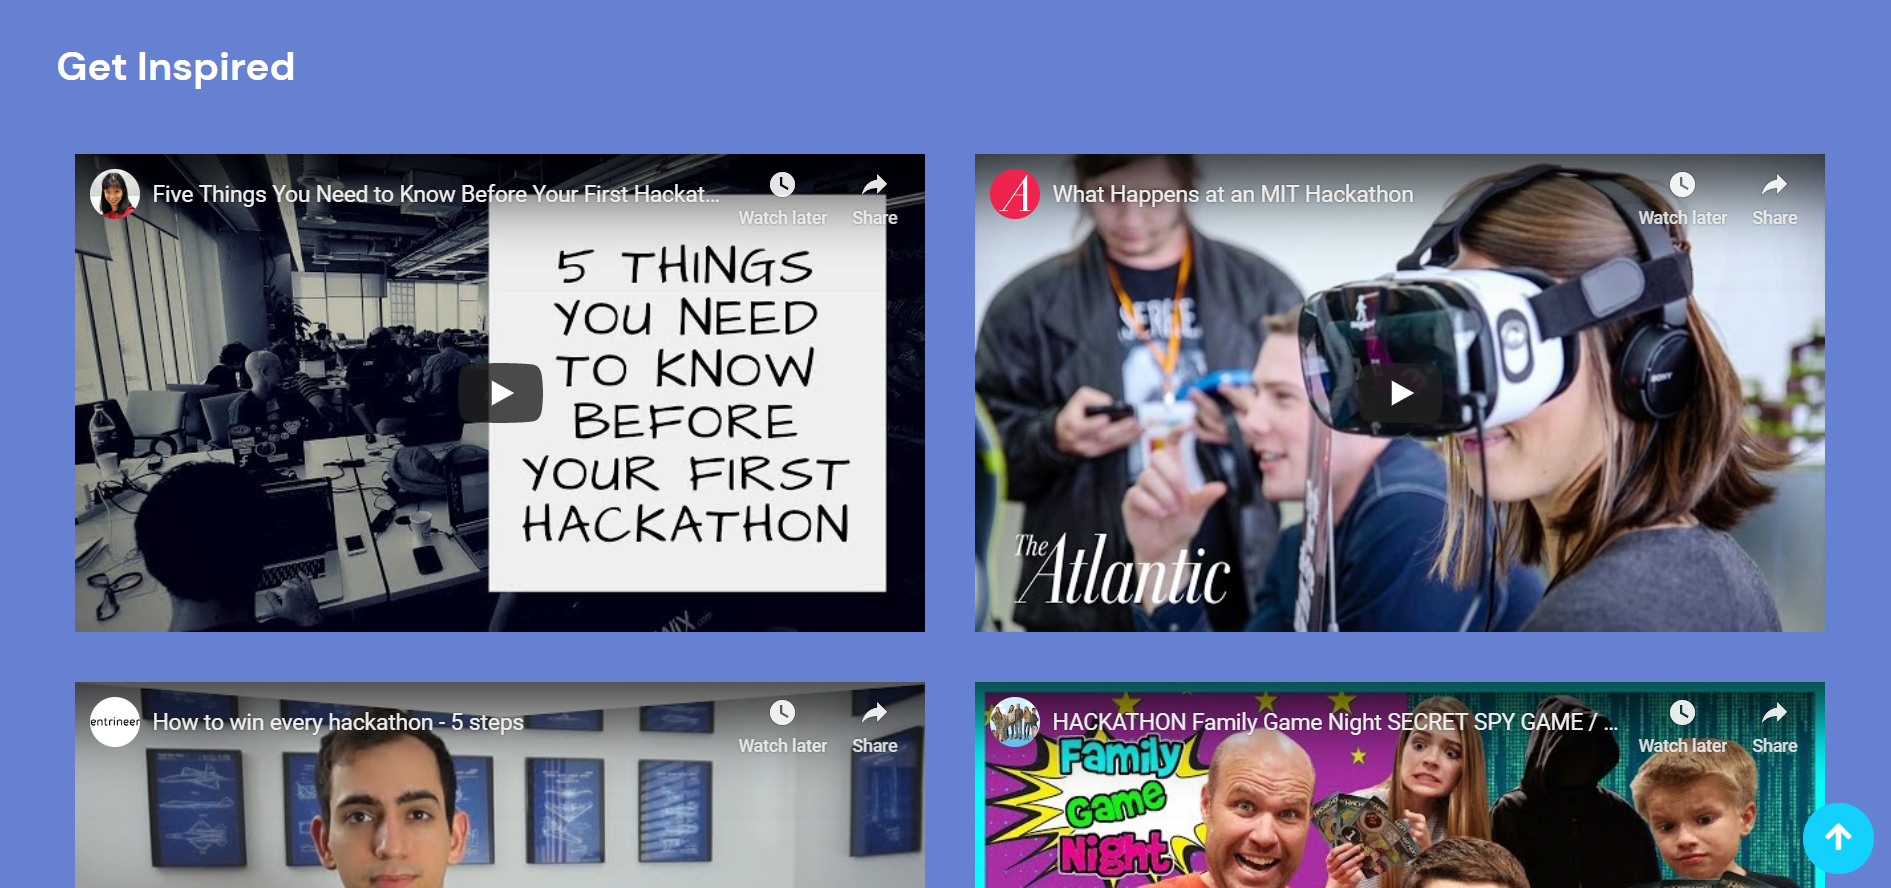 Get Inspired
Five Things You Need to Know Before Your First Hackat...
Watch later
Share
5 THINGS
YOU NEED
TO KNOW
BEFORE
YOUR FIRST
HACKATHON
WIX.com
A
What Happens at an MIT Hackathon
Watch later
Share
SONY
The
Atlantic
entrineer
How to win every hackathon - 5 steps
Watch later
Share
HACKATHON Family Game Night SECRET SPY GAME / ...
Watch later
Share
Family
Game
Night